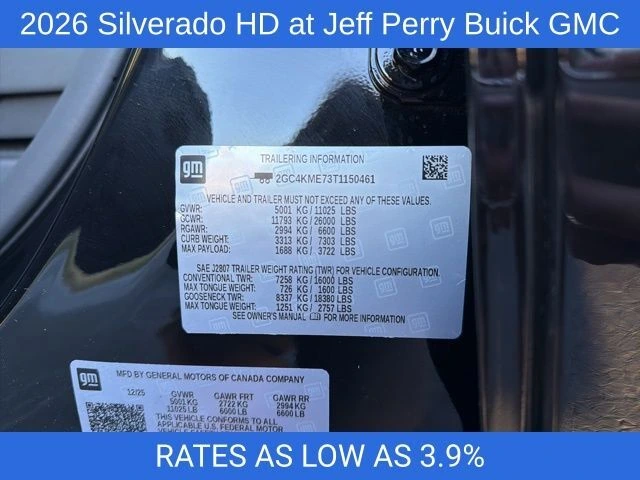 2026 Silverado HD at Jeff Perry Buick GMC
gm
TRAILERING INFORMATION
2GC4KME73T1150461
VEHICLE AND TRAILER MUST NOT EXCEED ANY OF THESE VALUES.
GVWR: 5001 KG / 11025 LBS
GCWR: 11793 KG / 26000 LBS
RGAWR: 2994 KG / 6600 LBS
CURB WEIGHT: 3313 KG / 7303 LBS
MAX PAYLOAD: 1688 KG / 3722 LBS
SAE J2807 TRAILER WEIGHT RATING (TWR) FOR VEHICLE CONFIGURATION.
CONVENTIONAL TWR: 7258 KG / 16000 LBS
MAX TONGUE WEIGHT: 726 KG / 1600 LBS
GOOSENECK TWR: 8337 KG / 18380 LBS
MAX TONGUE WEIGHT: 1251 KG / 2757 LBS
SEE OWNER'S MANUAL FOR MORE INFORMATION
gm
MFD BY GENERAL MOTORS OF CANADA COMPANY
12/25 GVWR GAWR FRT GAWR RR
5001 KG 2722 KG 2994 KG
11025 LB 6600 LB 6600 LB
THIS VEHICLE CONFORMS TO ALL
APPLICABLE U.S. FEDERAL MOTOR
RATES AS LOW AS 3.9%